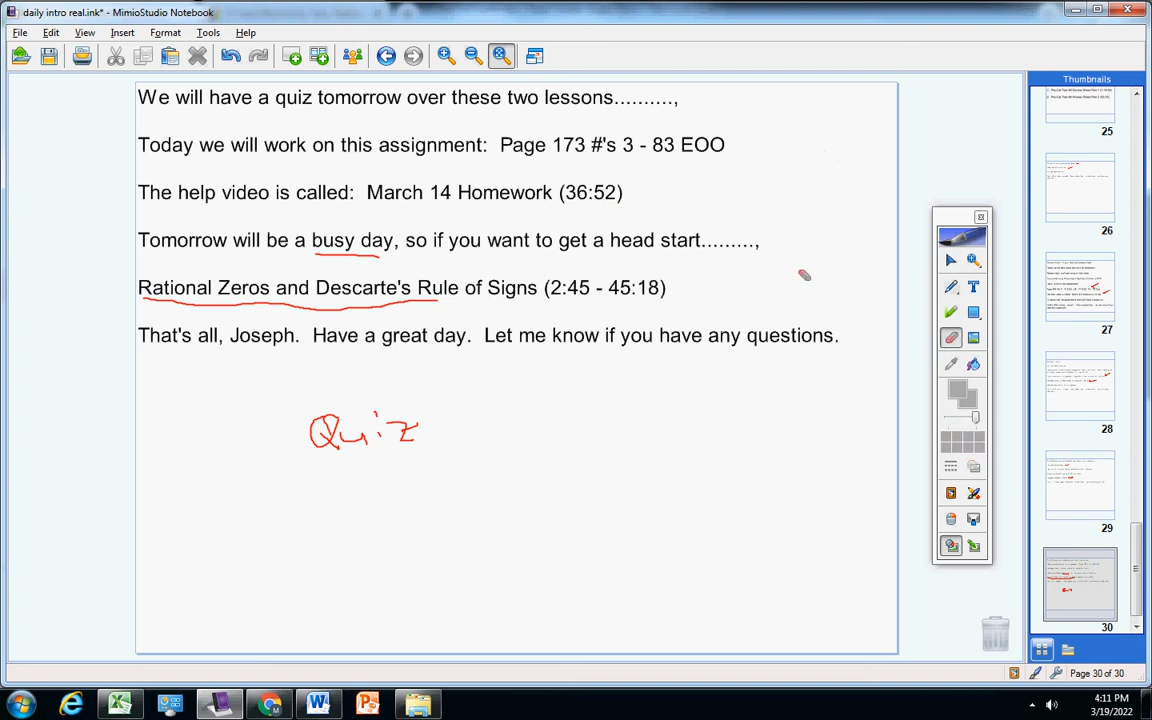 daily intro real.ink* - MimioStudio Notebook
File Edit View Insert Format Tools Help
We will have a quiz tomorrow over these two lessons..........,
Today we will work on this assignment:  Page 173 #'s 3 - 83 EOO
The help video is called:  March 14 Homework (36:52)
Tomorrow will be a busy day, so if you want to get a head start.........,
Rational Zeros and Descarte's Rule of Signs (2:45 - 45:18)
That's all, Joseph.  Have a great day.  Let me know if you have any questions.
Quiz
Thumbnails
25
26
27
28
29
30
Page 30 of 30
4:11 PM
3/19/2022